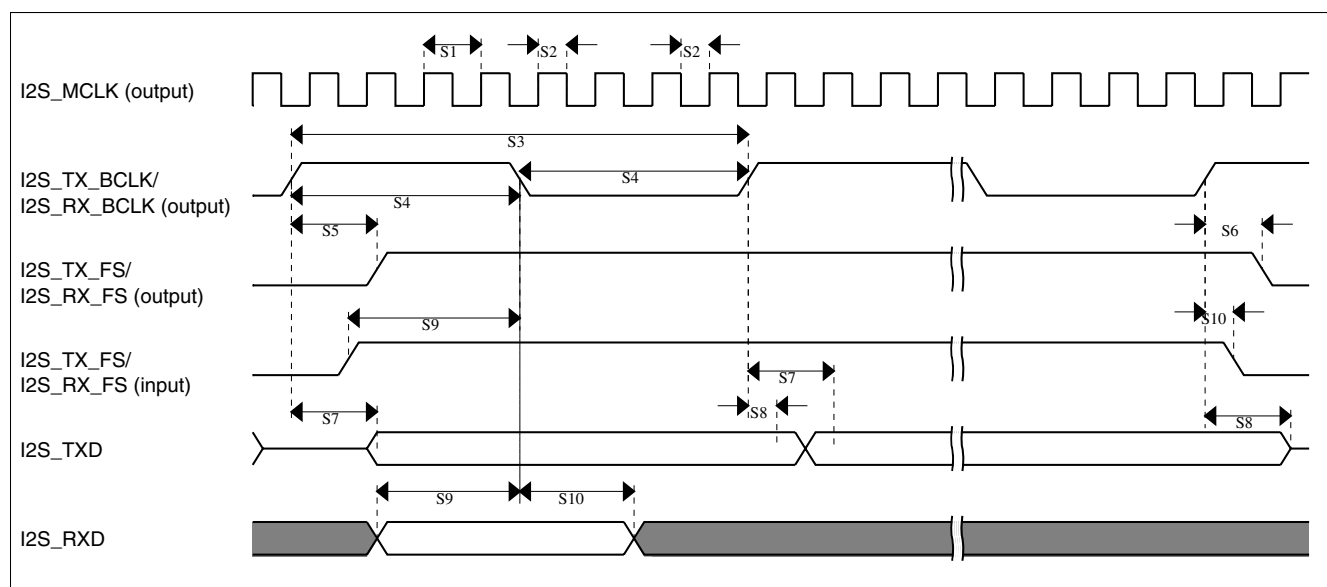 S1
S2
S2
I2S_MCLK (output)
S3
I2S_TX_BCLK/
I2S_RX_BCLK (output)
S4
S4
S5
S6
I2S_TX_FS/
I2S_RX_FS (output)
S9
S10
I2S_TX_FS/
I2S_RX_FS (input)
S7
S7
S8
S8
I2S_TXD
S9
S10
I2S_RXD